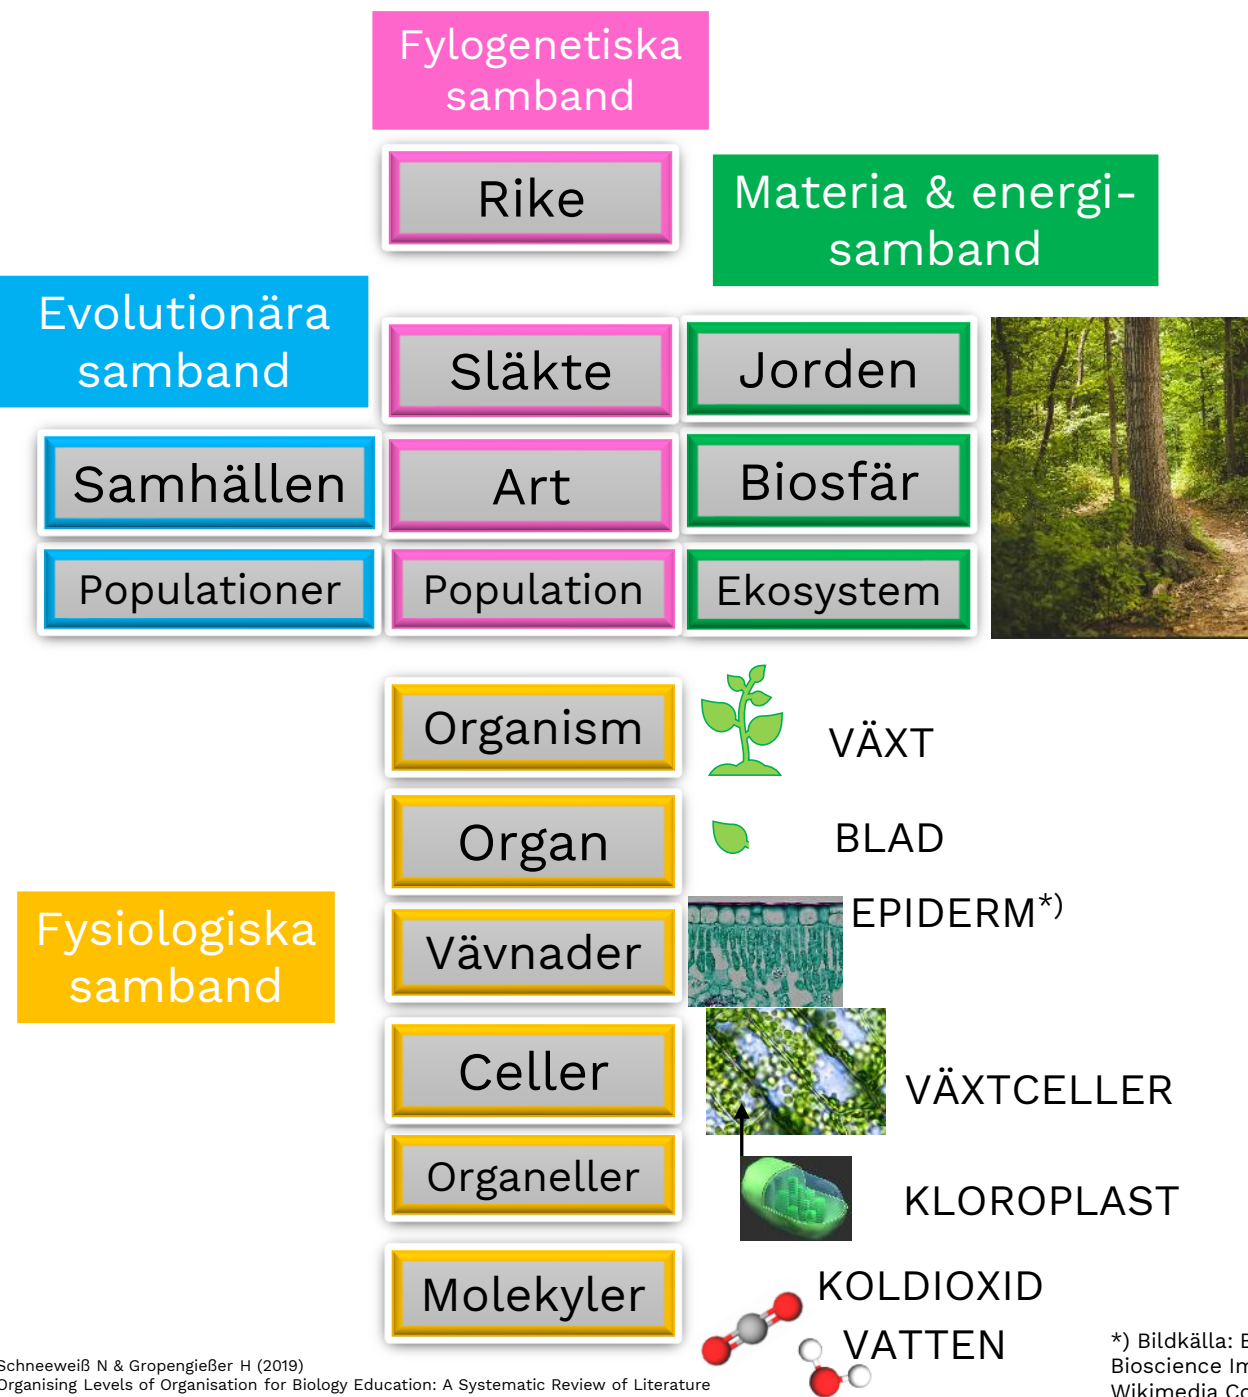 Fylogenetiska
samband
Rike
Materia & energi-
samband
Evolutionära
samband
Släkte
Jorden
Samhällen
Art
Biosfär
Populationer
Population
Ekosystem
Organism
VÄXT
Organ
BLAD
Fysiologiska
samband
Vävnader
EPIDERM*)
Celler
VÄXTCELLER
Organeller
KLOROPLAST
Molekyler
KOLDIOXID
VATTEN
Schneeweiß N & Gropengießer H (2019)
Organising Levels of Organisation for Biology Education: A Systematic Review of Literature
*) Bildkälla:
Bioscience
Wikimedia